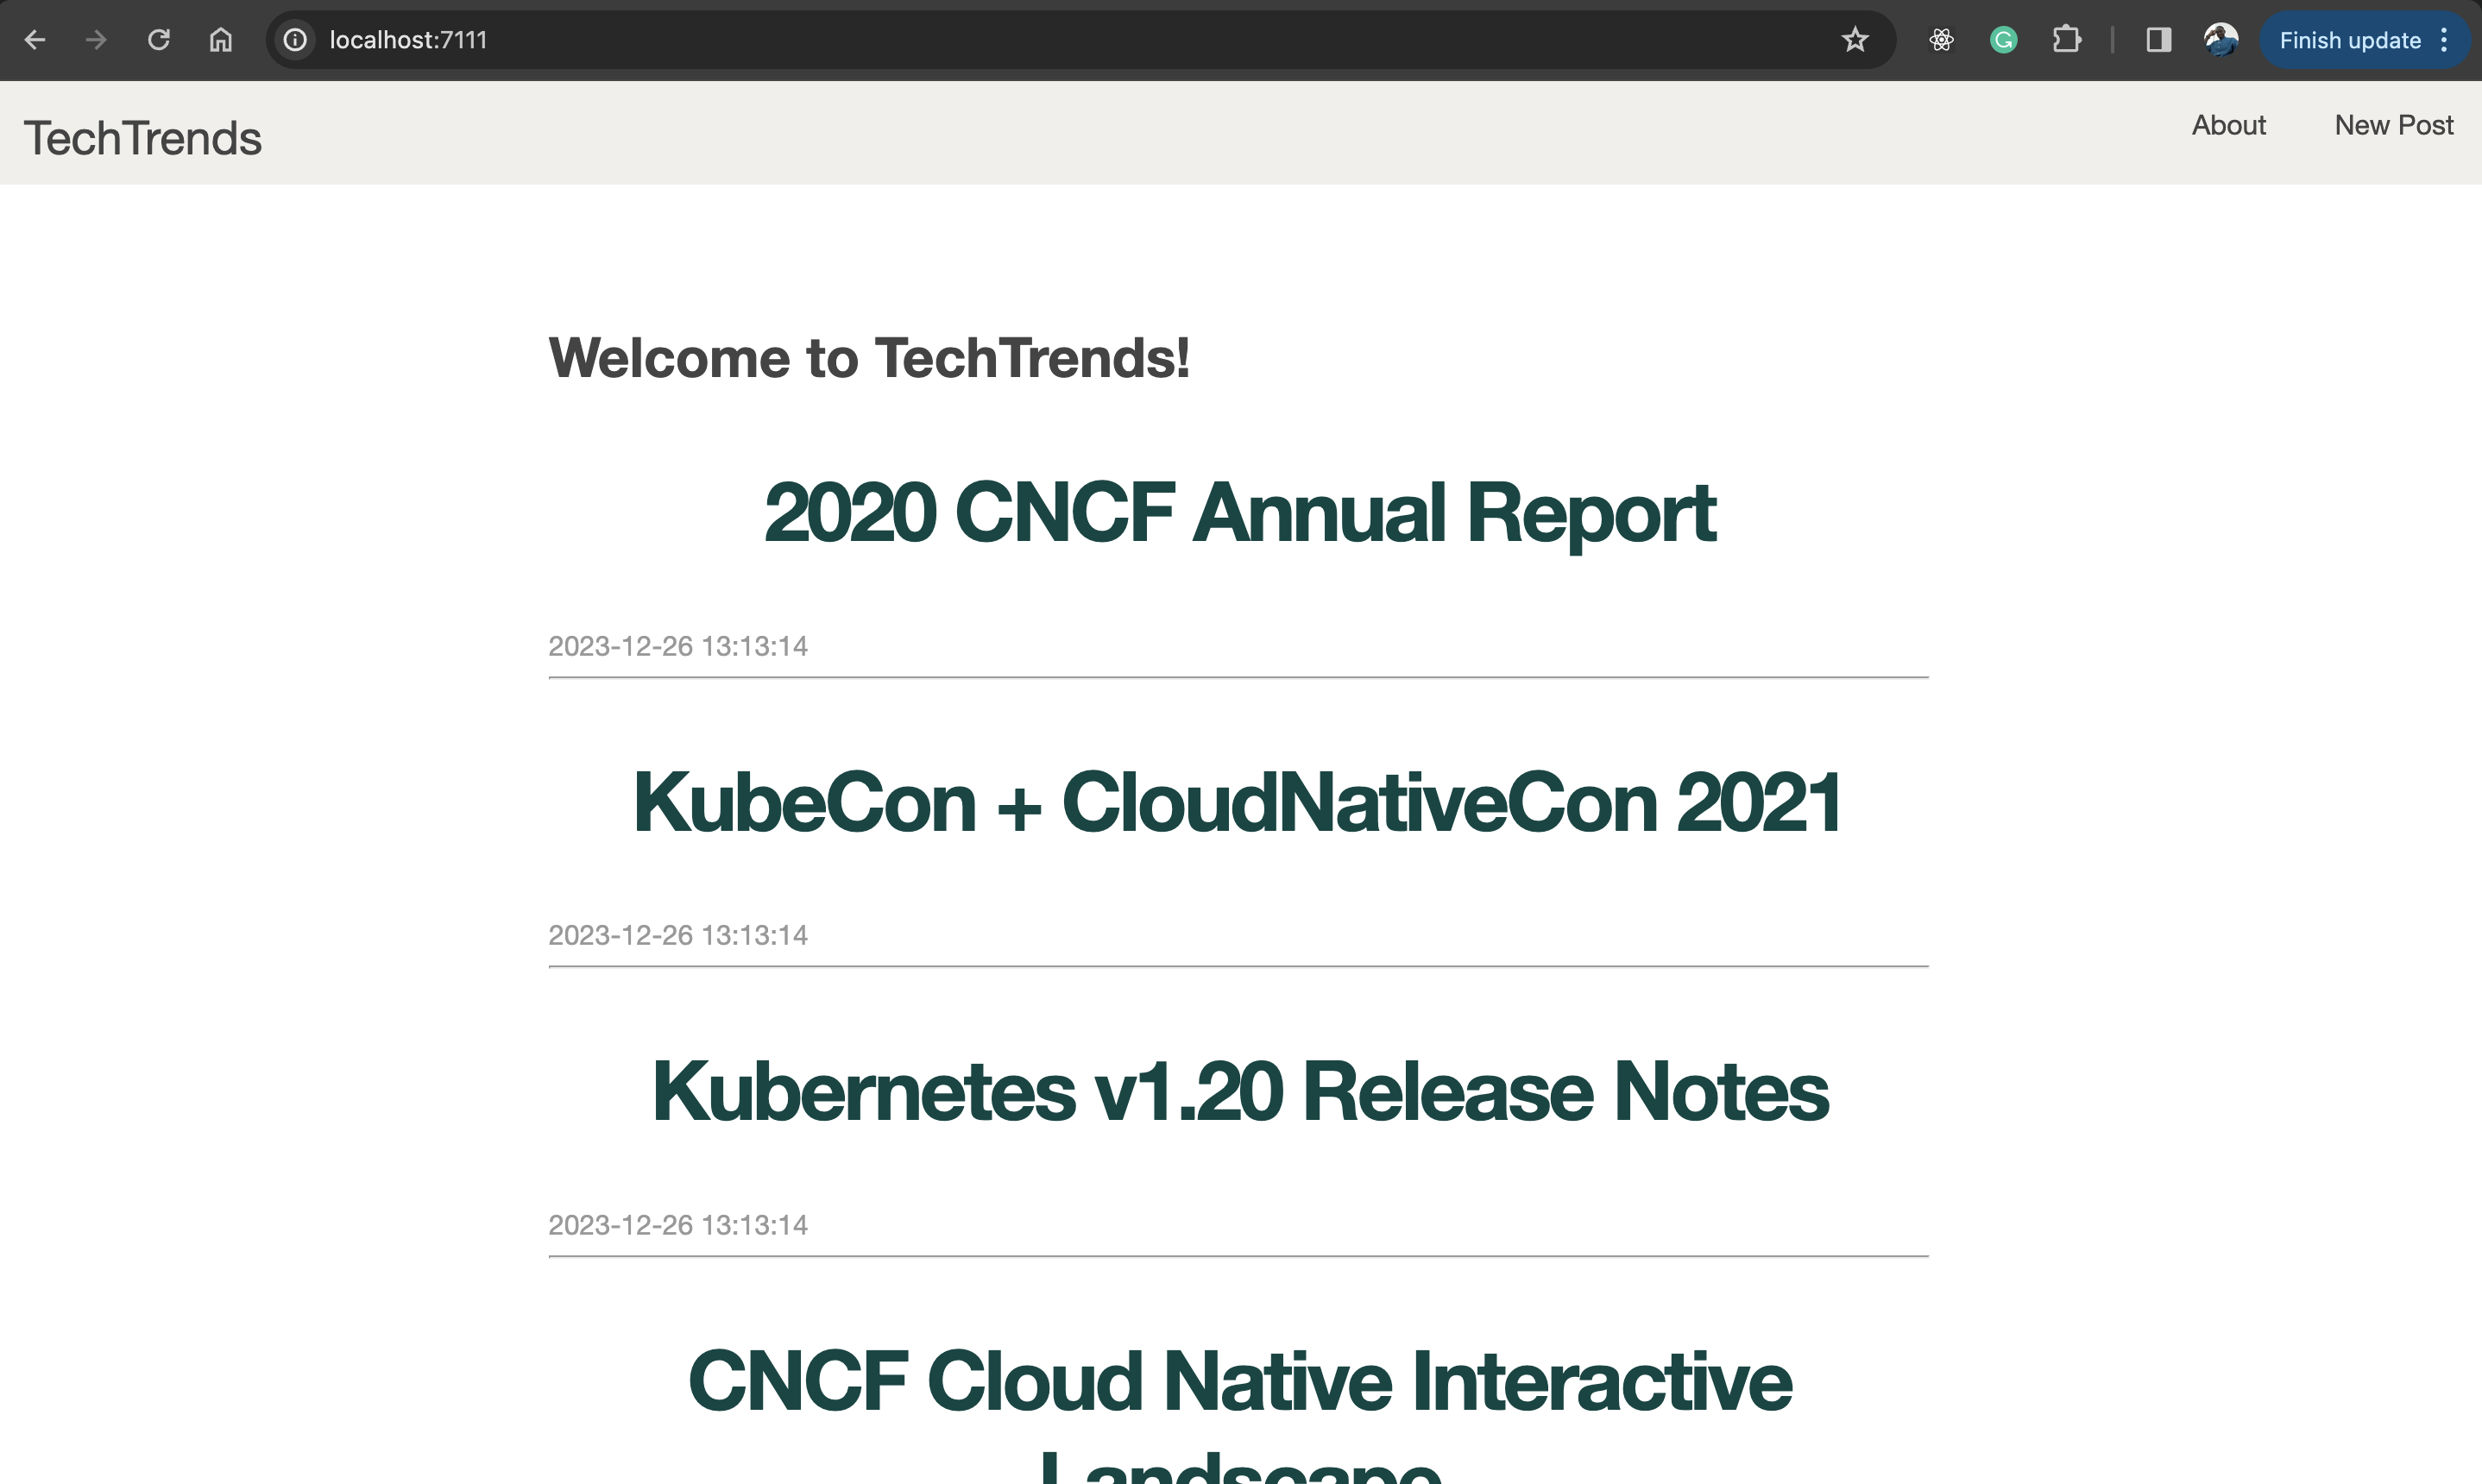 localhost:7111
Finish update
TechTrends
About
New Post
Welcome to TechTrends!
2020 CNCF Annual Report
2023-12-26 13:13:14
KubeCon + CloudNativeCon 2021
2023-12-26 13:13:14
Kubernetes v1.20 Release Notes
2023-12-26 13:13:14
CNCF Cloud Native Interactive
Landscape